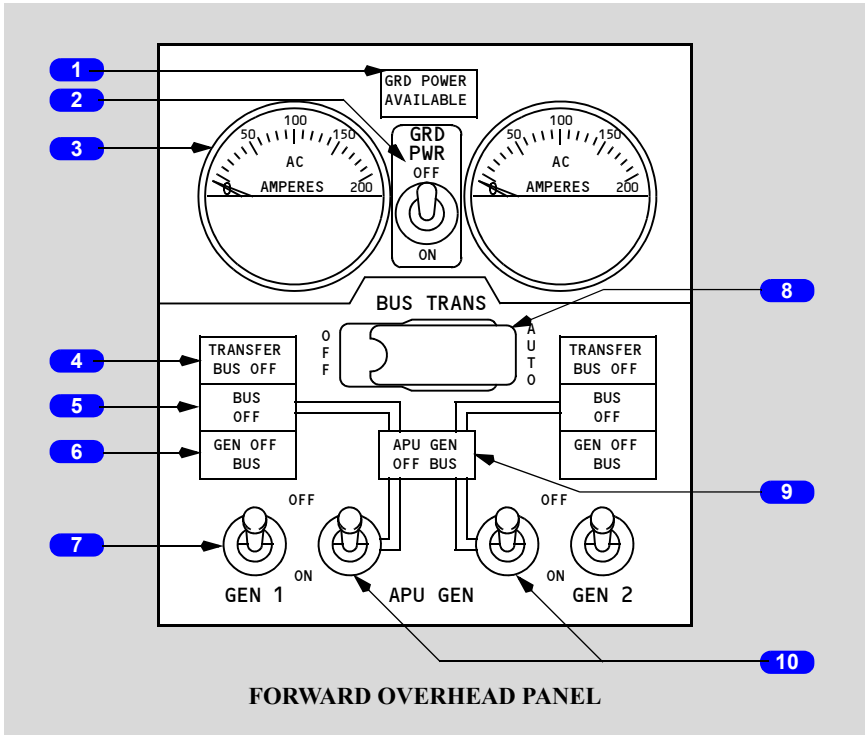 1
GRD POWER
AVAILABLE
2
GRD
PWR
OFF
ON
3
0 50 100 150 200
AC
AMPERES
0 50 100 150 200
AC
AMPERES
BUS TRANS
8
OFF
AUTO
4
TRANSFER
BUS OFF
TRANSFER
BUS OFF
5
BUS
OFF
BUS
OFF
6
GEN OFF
BUS
APU GEN
OFF BUS
GEN OFF
BUS
9
OFF
OFF
7
ON
ON
GEN 1
APU GEN
GEN 2
10
FORWARD OVERHEAD PANEL